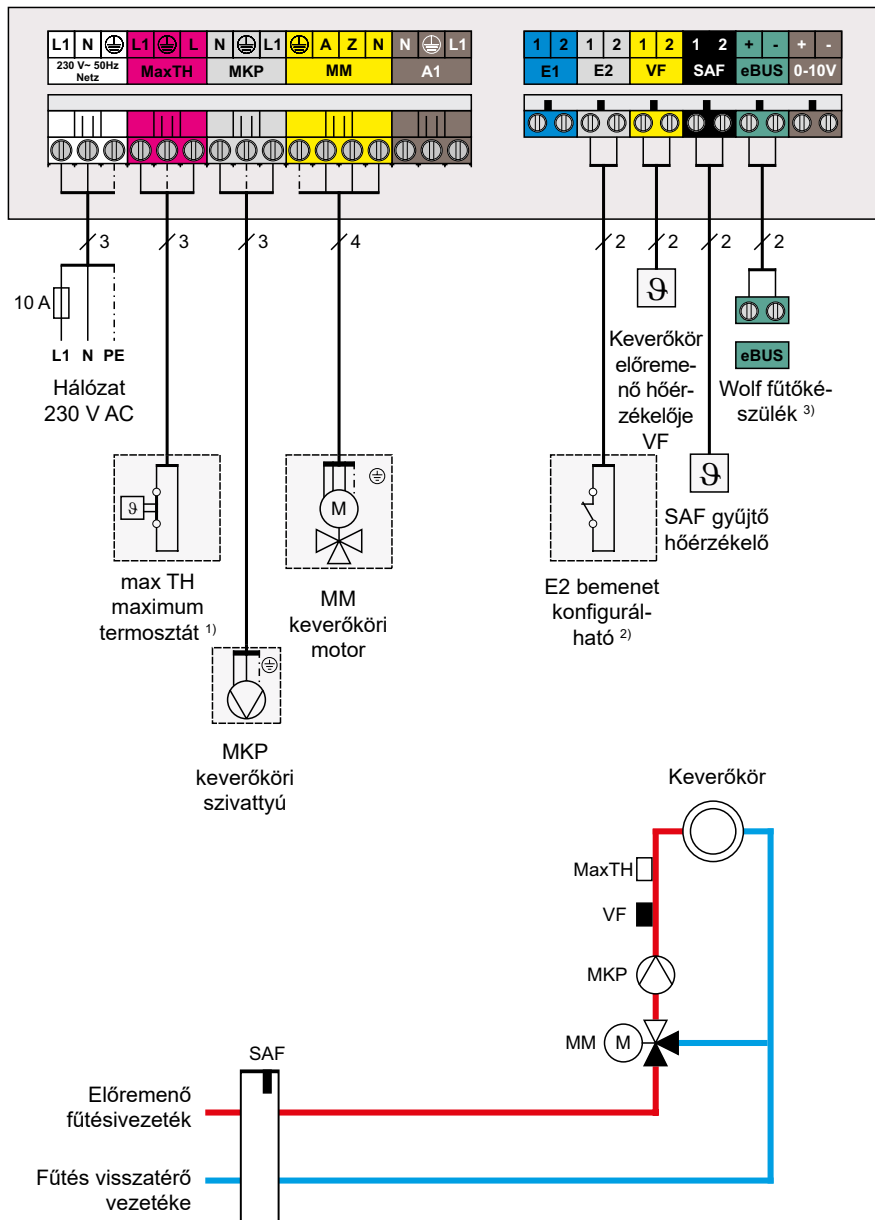 L1 N L1 L N L1 A Z N N L1
230 V~ 50Hz
Netz
MaxTH MKP MM A1
1 2 1 2 1 2 1 2 + - + -
E1 E2 VF SAF eBUS 0-10V
3 3 3 4 2 2 2 2
10 A
L1 N PE
Hálózat
230 V AC
ϑ
Keverőkör
előreme-
nő hőér-
zékelője
VF
eBUS
Wolf fűtőké-
szülék 3)
ϑ
max TH
maximum
termosztát 1)
M
MM
keverőköri
motor
E2 bemenet
konfigurál-
ható 2)
ϑ
SAF gyűjtő
hőérzékelő
MKP
keverőköri
szivattyú
Keverőkör
MaxTH
VF
MKP
MM M
SAF
Előremenő
fűtésivezeték
Fűtés visszatérő
vezetéke